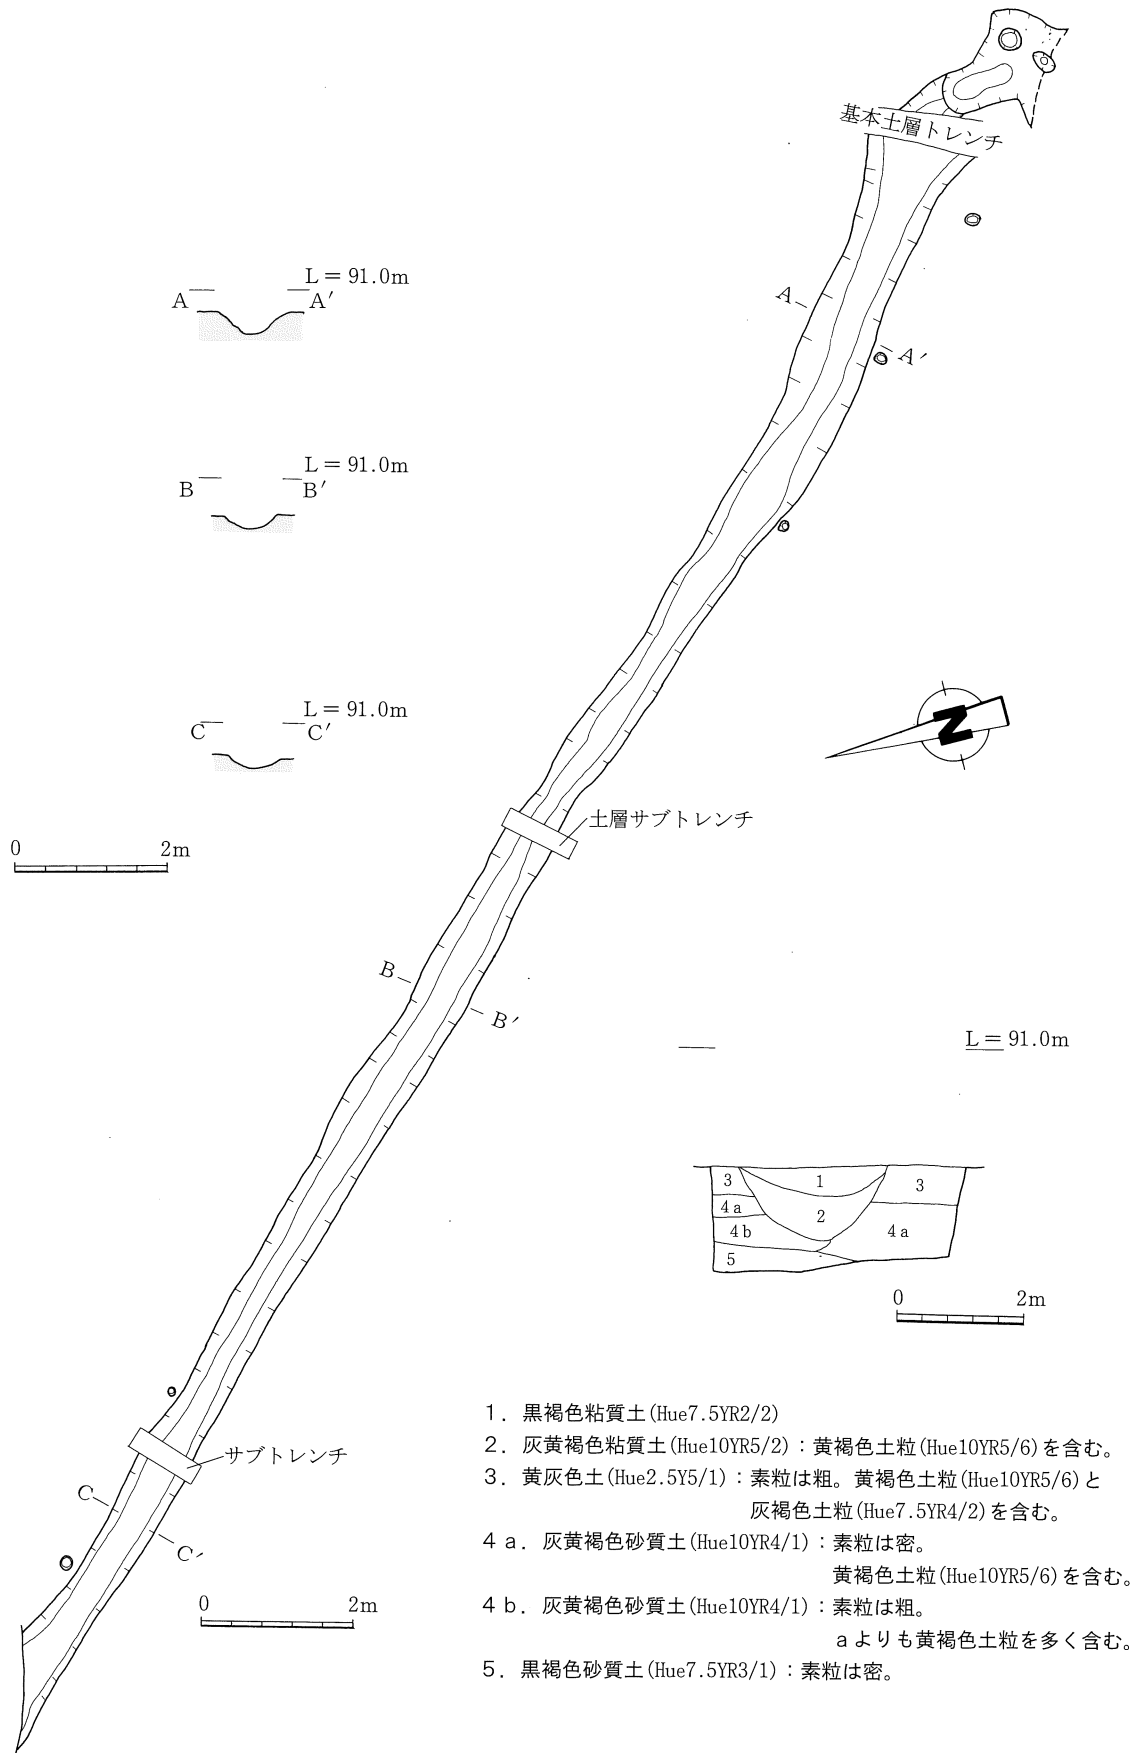 基本土層トレンチ
L = 91.0m
A
A′
A
A′
L = 91.0m
B
B′
L = 91.0m
C
C′
N
土層サブトレンチ
0
2m
B
B′
L = 91.0m
3
1
3
4a
2
4b
4a
5
0
2m
1．黒褐色粘質土(Hue7.5YR2/2)
2．灰黄褐色粘質土(Hue10YR5/2)：黄褐色土粒(Hue10YR5/6)を含む。
3．黄灰色土(Hue2.5Y5/1)：素粒は粗。黄褐色土粒(Hue10YR5/6)と
灰褐色土粒(Hue7.5YR4/2)を含む。
4a．灰黄褐色砂質土(Hue10YR4/1)：素粒は密。
黄褐色土粒(Hue10YR5/6)を含む。
4b．灰黄褐色砂質土(Hue10YR4/1)：素粒は粗。
aよりも黄褐色土粒を多く含む。
5．黒褐色砂質土(Hue7.5YR3/1)：素粒は密。
サブトレンチ
C
C′
0
2m